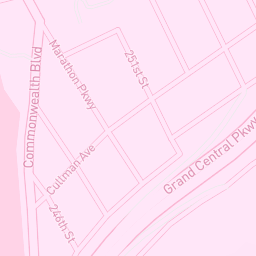 Commonwealth Blvd
Marathon Pkwy
251st St
Cullman Ave
246th St
Grand Central Pkwy